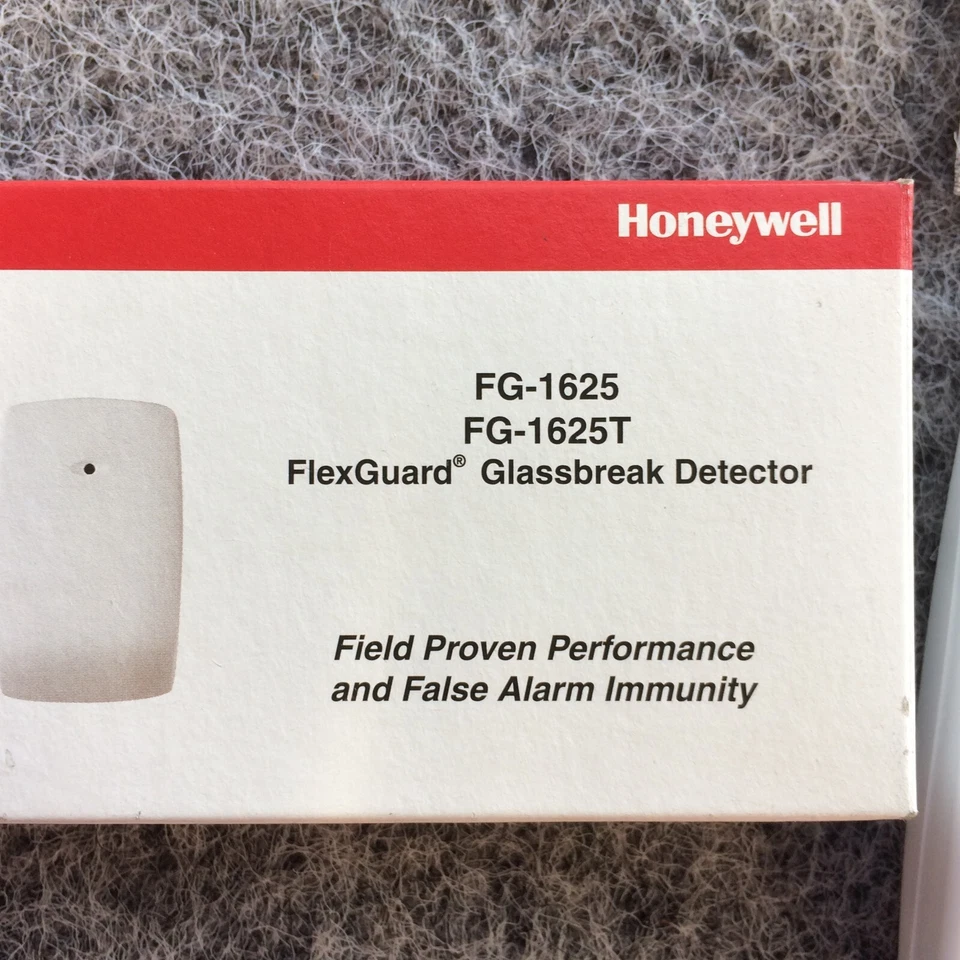 Honeywell
FG-1625
FG-1625T
FlexGuard® Glassbreak Detector
Field Proven Performance
and False Alarm Immunity